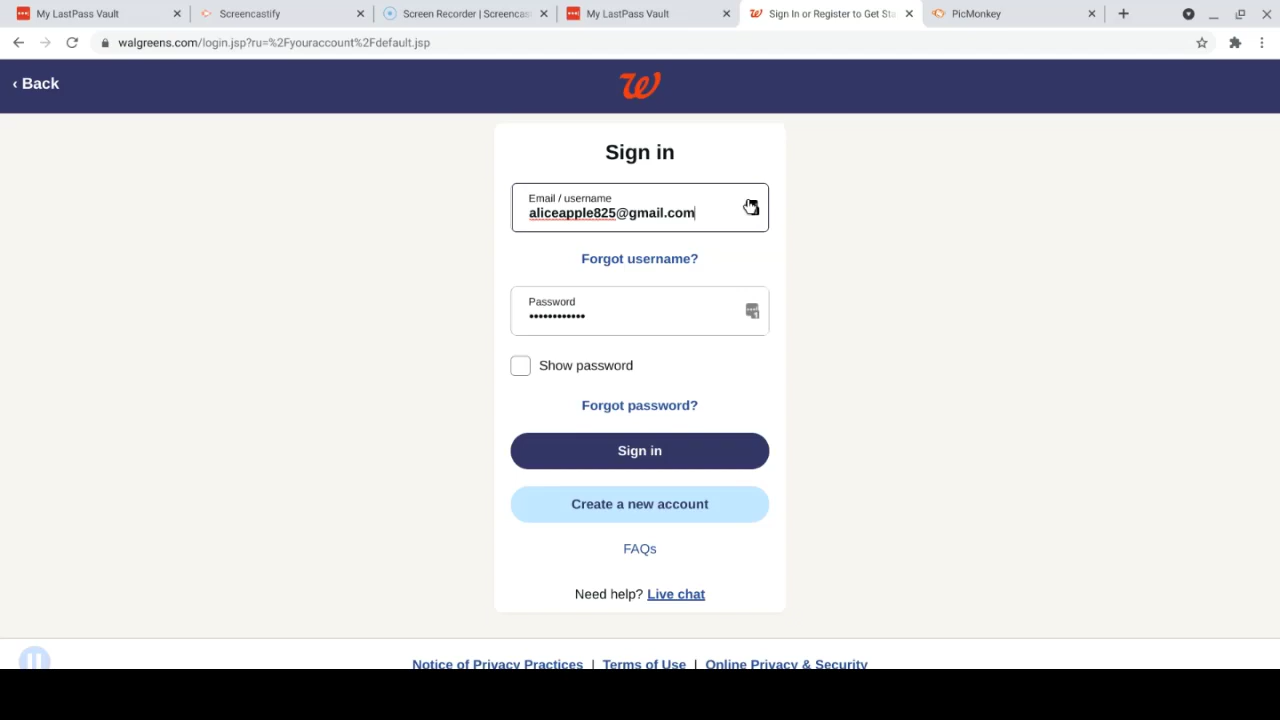 My LastPass Vault
Screencastify
Screen Recorder | Screencas
My LastPass Vault
Sign In or Register to Get Sta
PicMonkey
walgreens.com/login.jsp?ru=%2Fyouraccount%2Fdefault.jsp
‹ Back
Sign in
Email / username
aliceapple825@gmail.com
Forgot username?
Password
••••••••••••
Show password
Forgot password?
Sign in
Create a new account
FAQs
Need help? Live chat
Notice of Privacy Practices | Terms of Use | Online Privacy & Security